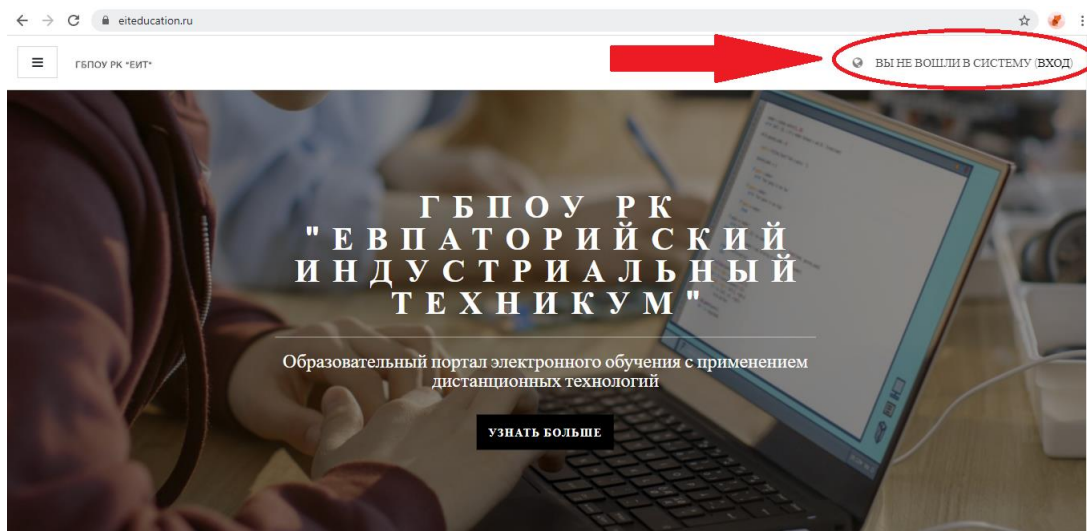 eiteducation.ru
ГБПОУ РК "ЕИТ"
ВЫ НЕ ВОШЛИ В СИСТЕМУ (ВХОД)
ГБПОУ РК
"ЕВПАТОРИЙСКИЙ
ИНДУСТРИАЛЬНЫЙ
ТЕХНИКУМ"
Образовательный портал электронного обучения с применением
дистанционных технологий
УЗНАТЬ БОЛЬШЕ